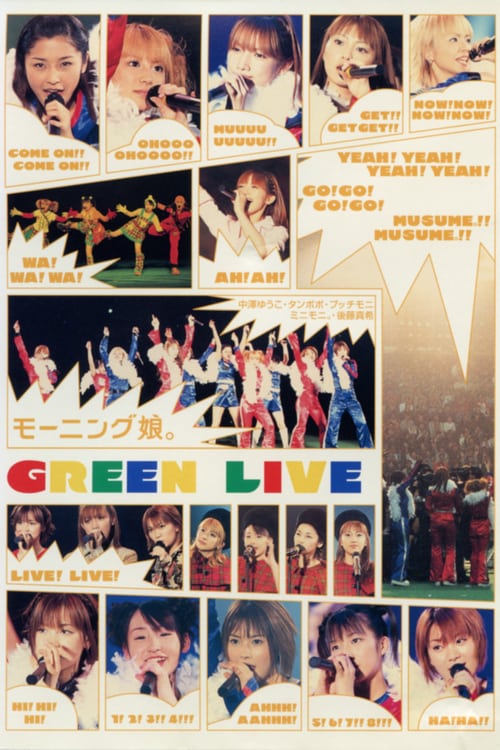 COME ON!!
COME ON!!
OHOOO
OHOOOO!!
MUUUU
UUUUU!!
GET!!
GETGET!!
NOW!NOW!
NOW!NOW!
YEAH! YEAH!
YEAH! YEAH!
GO!GO!
GO!GO!
MUSUME。!!
MUSUME。!!
WA!
WA! WA!
AH! AH!
中澤ゆうこ・タンポポ・プッチモニ
ミニモニ。・後藤真希
モーニング娘。
GREEN LIVE
LIVE! LIVE!
HI! HI!
HI!
1! 2! 3!! 4!!!
AHHH!
AAHHH!
5! 6! 7!! 8!!!
HA!HA!!